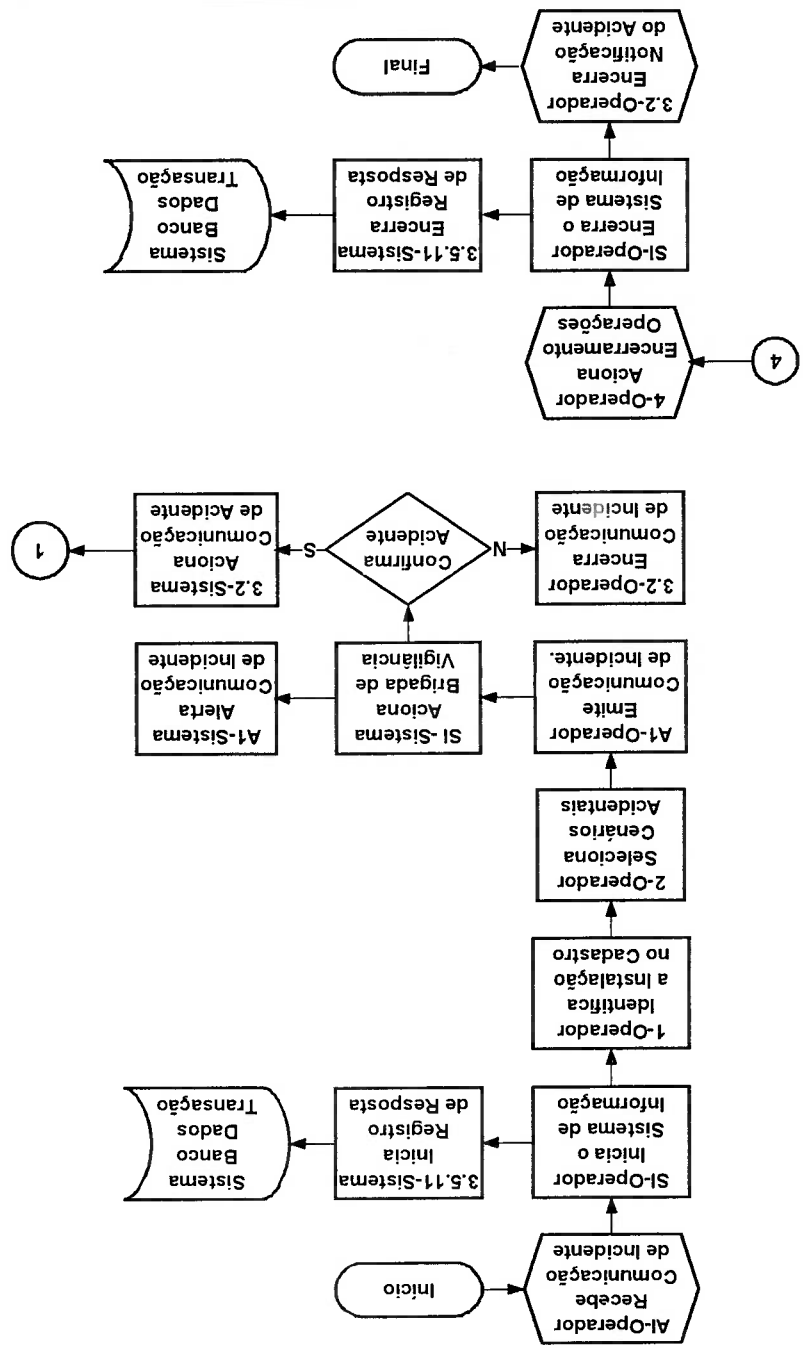 Início
AI-Operador
Recebe
Comunicação
de Incidente
SI-Operador
Inicia o
Sistema de
Informação
3.5.11-Sistema
Inicia
Registro
de Resposta
Sistema
Banco
Dados
Transação
1-Operador
Identifica
a Instalação
no Cadastro
2-Operador
Seleciona
Cenários
Acidentais
A1-Operador
Emite
Comunicação
de Incidente.
SI- Sistema
Aciona
Brigada de
Vigilância
A1-Sistema
Alerta
Comunicação
de Incidente
3.2-Operador
Encerra
Comunicação
de Incidente
N
Confirma
Acidente
S
3.2-Sistema
Aciona
Comunicação
de Acidente
1
4
4-Operador
Aciona
Encerramento
Operações
SI-Operador
Encerra o
Sistema de
Informação
3.5.11-Sistema
Encerra
Registro
de Resposta
Sistema
Banco
Dados
Transação
3.2-Operador
Encerra
Notificação
do Acidente
Final